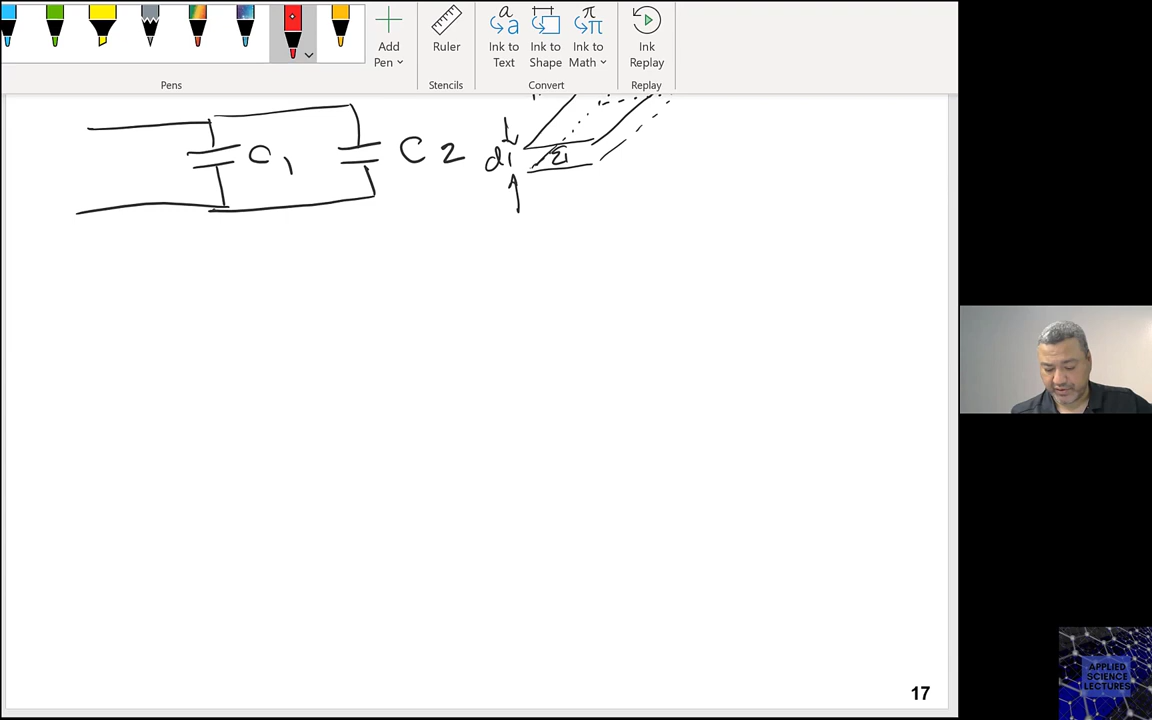 Add
Pen
Ruler
Ink to
Text
Ink to
Shape
Ink to
Math
Ink
Replay
Pens
Stencils
Convert
Replay
C1
C2
d1
ε1
17
APPLIED
SCIENCE
LECTURES